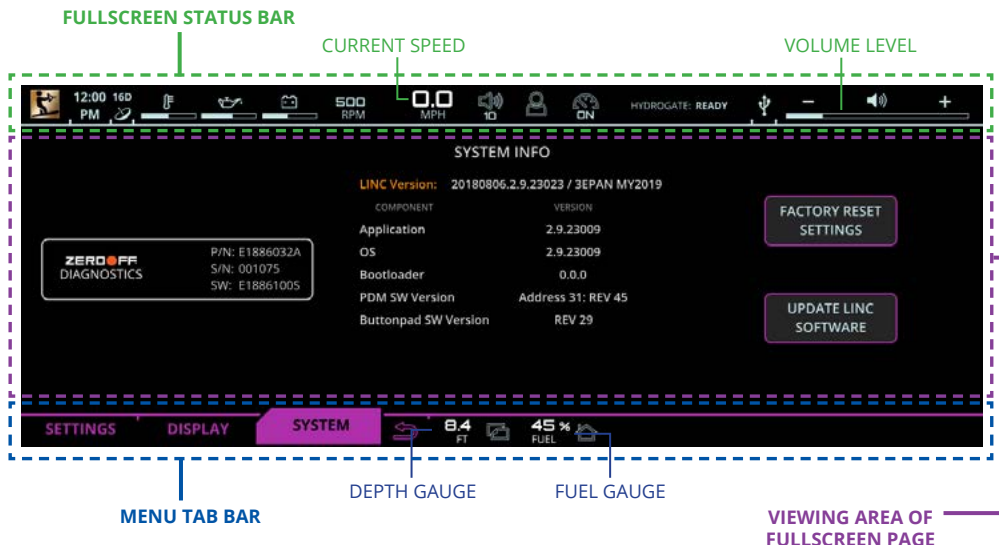 FULLSCREEN STATUS BAR
CURRENT SPEED
VOLUME LEVEL
12:00 16D
PM
500
RPM
0.0
MPH
10
ON
HYDROGATE: READY
−
+
SYSTEM INFO
LINC Version: 20180806.2.9.23023 / 3EPAN MY2019
COMPONENT VERSION
Application 2.9.23009
OS 2.9.23009
Bootloader 0.0.0
PDM SW Version Address 31: REV 45
Buttonpad SW Version REV 29
ZERO OFF
DIAGNOSTICS
P/N: E1886032A
S/N: 001075
SW: E1886100S
FACTORY RESET
SETTINGS
UPDATE LINC
SOFTWARE
SETTINGS DISPLAY SYSTEM
8.4
FT
45 %
FUEL
DEPTH GAUGE
FUEL GAUGE
MENU TAB BAR
VIEWING AREA OF
FULLSCREEN PAGE